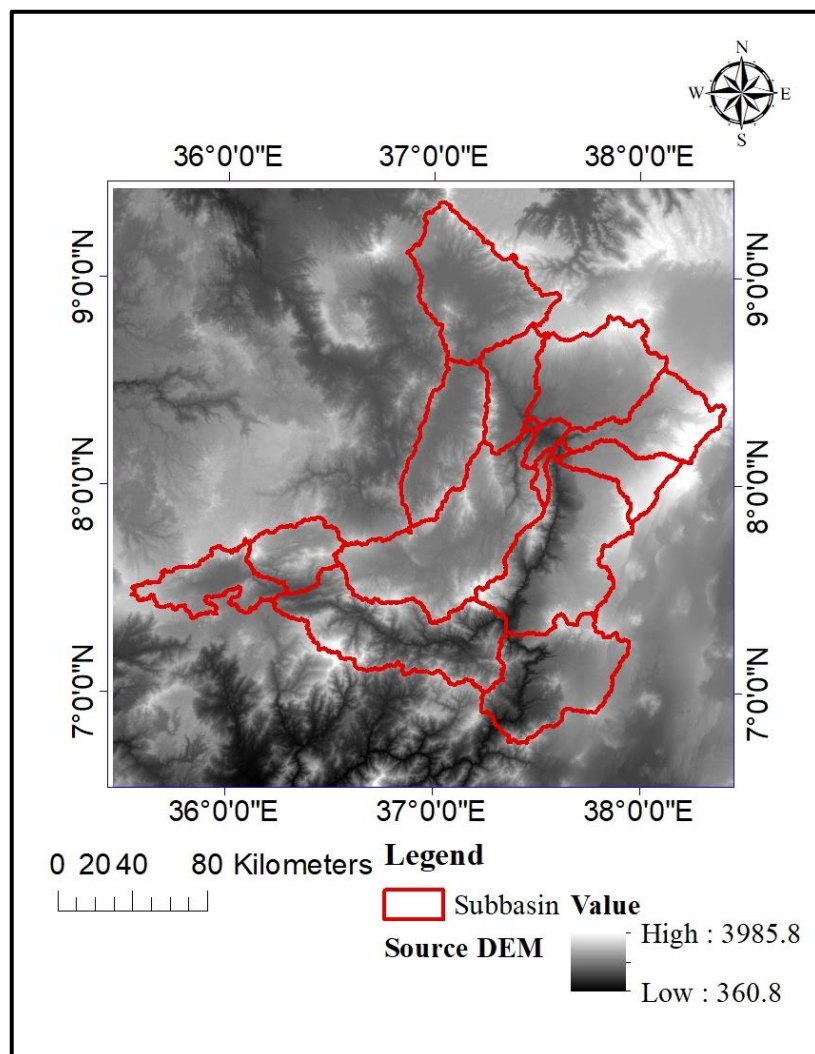 N
W E
S
36°0'0"E 37°0'0"E 38°0'0"E
9°0'0"N 9°0'0"N
8°0'0"N 8°0'0"N
7°0'0"N 7°0'0"N
36°0'0"E 37°0'0"E 38°0'0"E
0 20 40 80 Kilometers
Legend
Subbasin Value
Source DEM
High : 3985.8
Low : 360.8